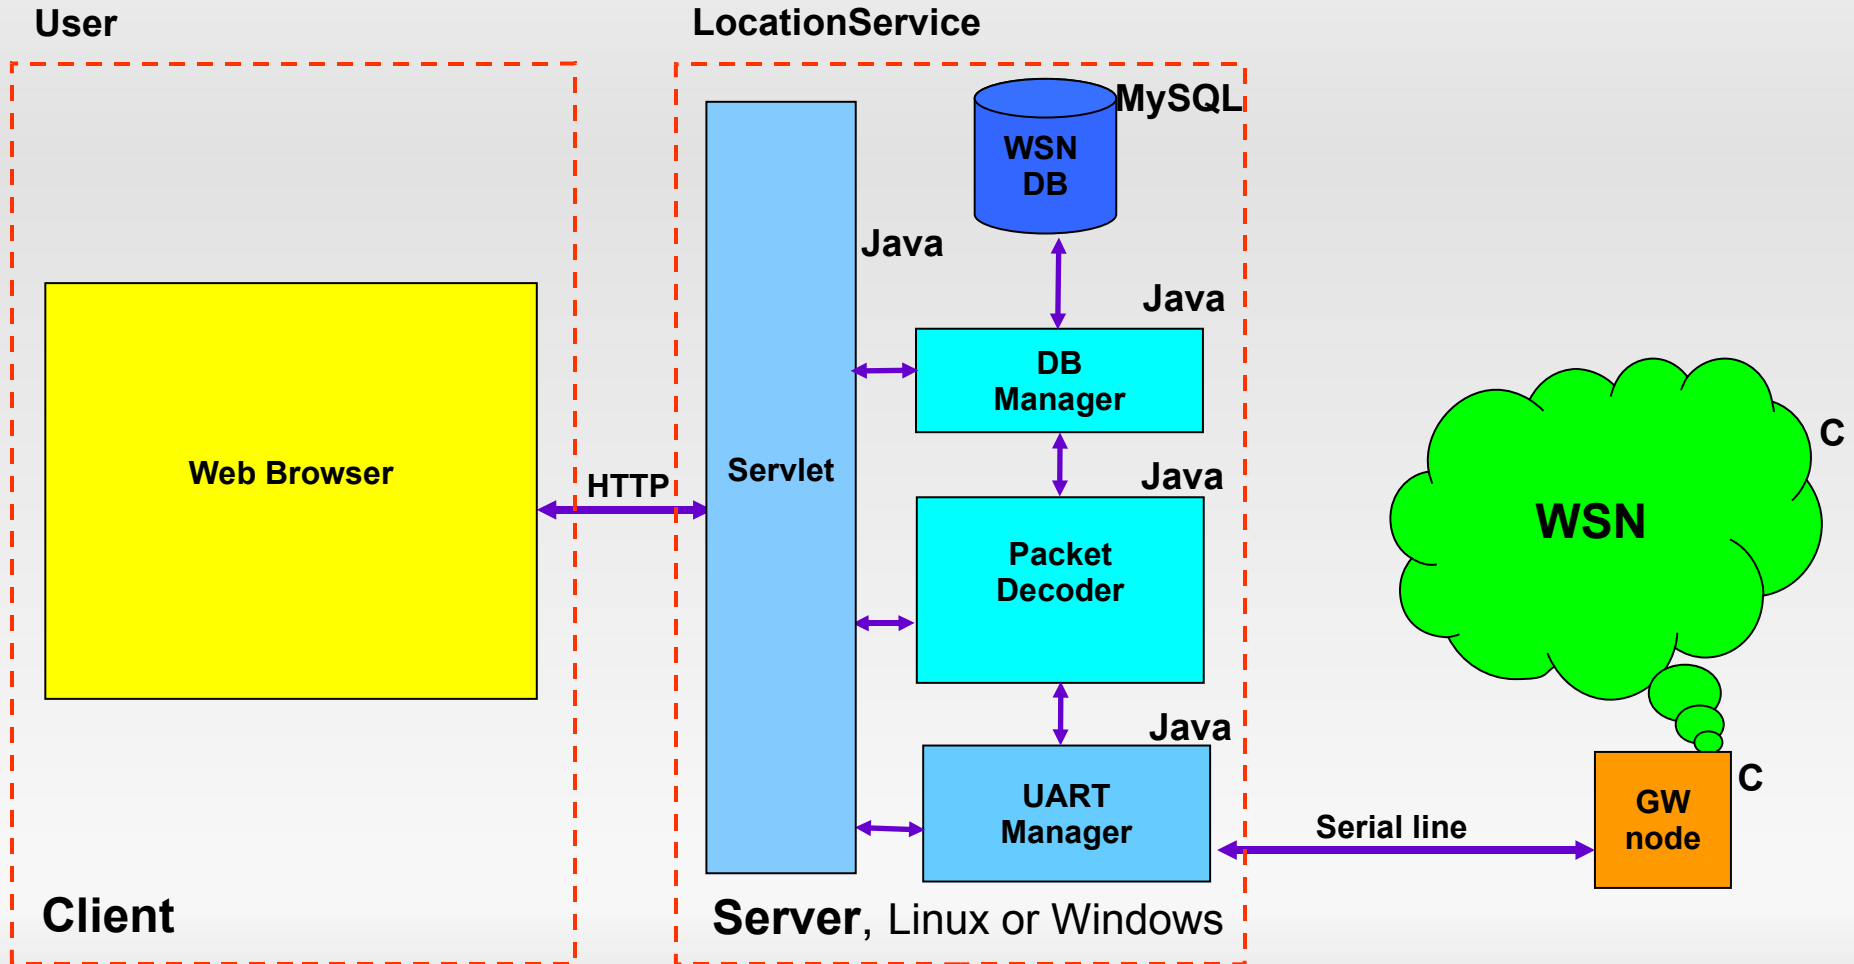 User
LocationService
MySQL
WSN
DB
Java
Java
DB
Manager
C
Web Browser
HTTP
Servlet
Java
WSN
Packet
Decoder
Java
UART
Manager
Serial line
C
GW
node
Client
Server, Linux or Windows